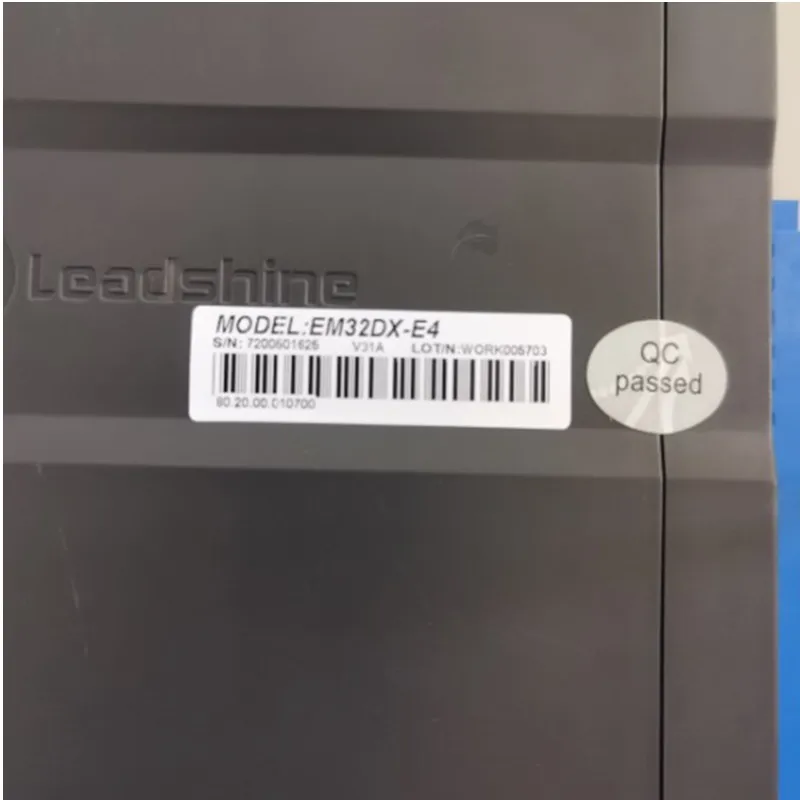 Leadshine
MODEL:EM32DX-E4
S/N: 7200601626 V31A LOT/N:WORK005703
80.20.00.010700
QC
passed